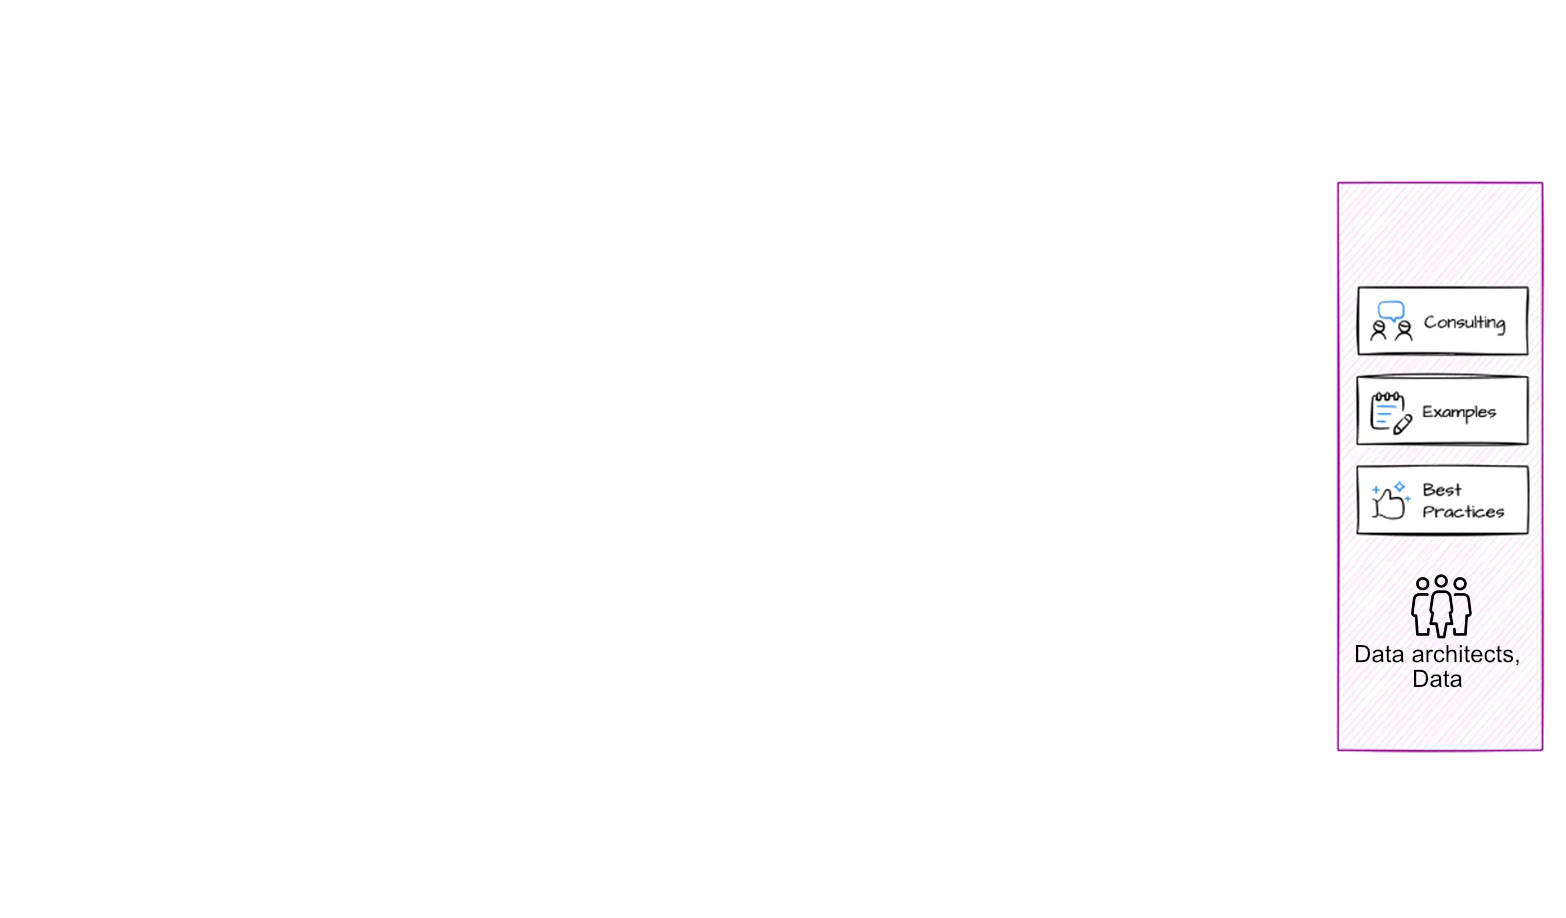 Consulting
Examples
Best
Practices
Data architects,
Data